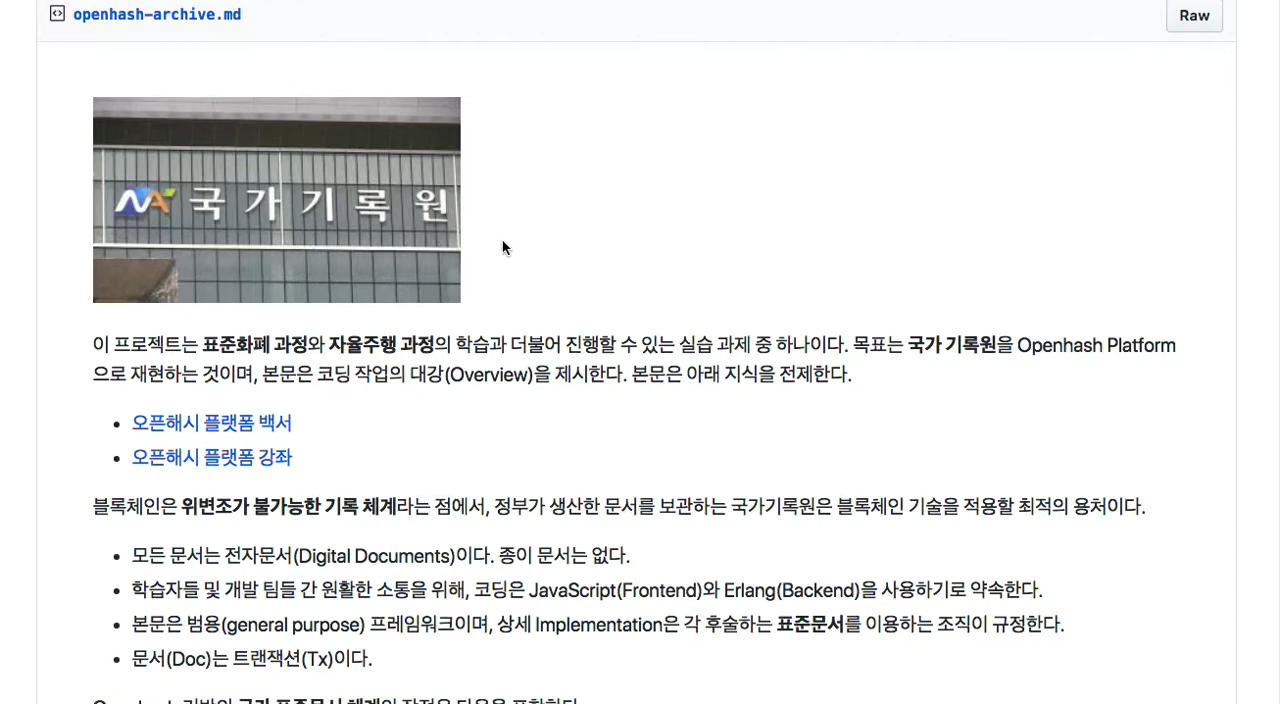 openhash-archive.md
Raw
국가기록원
이 프로젝트는 표준화폐 과정와 자율주행 과정의 학습과 더불어 진행할 수 있는 실습 과제 중 하나이다. 목표는 국가 기록원을 Openhash Platform
으로 재현하는 것이며, 본문은 코딩 작업의 대강(Overview)을 제시한다. 본문은 아래 지식을 전제한다.
• 오픈해시 플랫폼 백서
• 오픈해시 플랫폼 강좌
블록체인은 위변조가 불가능한 기록 체계라는 점에서, 정부가 생산한 문서를 보관하는 국가기록원은 블록체인 기술을 적용할 최적의 용처이다.
• 모든 문서는 전자문서(Digital Documents)이다. 종이 문서는 없다.
• 학습자들 및 개발 팀들 간 원활한 소통을 위해, 코딩은 JavaScript(Frontend)와 Erlang(Backend)을 사용하기로 약속한다.
• 본문은 범용(general purpose) 프레임워크이며, 상세 Implementation은 각 후술하는 표준문서를 이용하는 조직이 규정한다.
• 문서(Doc)는 트랜잭션(Tx)이다.